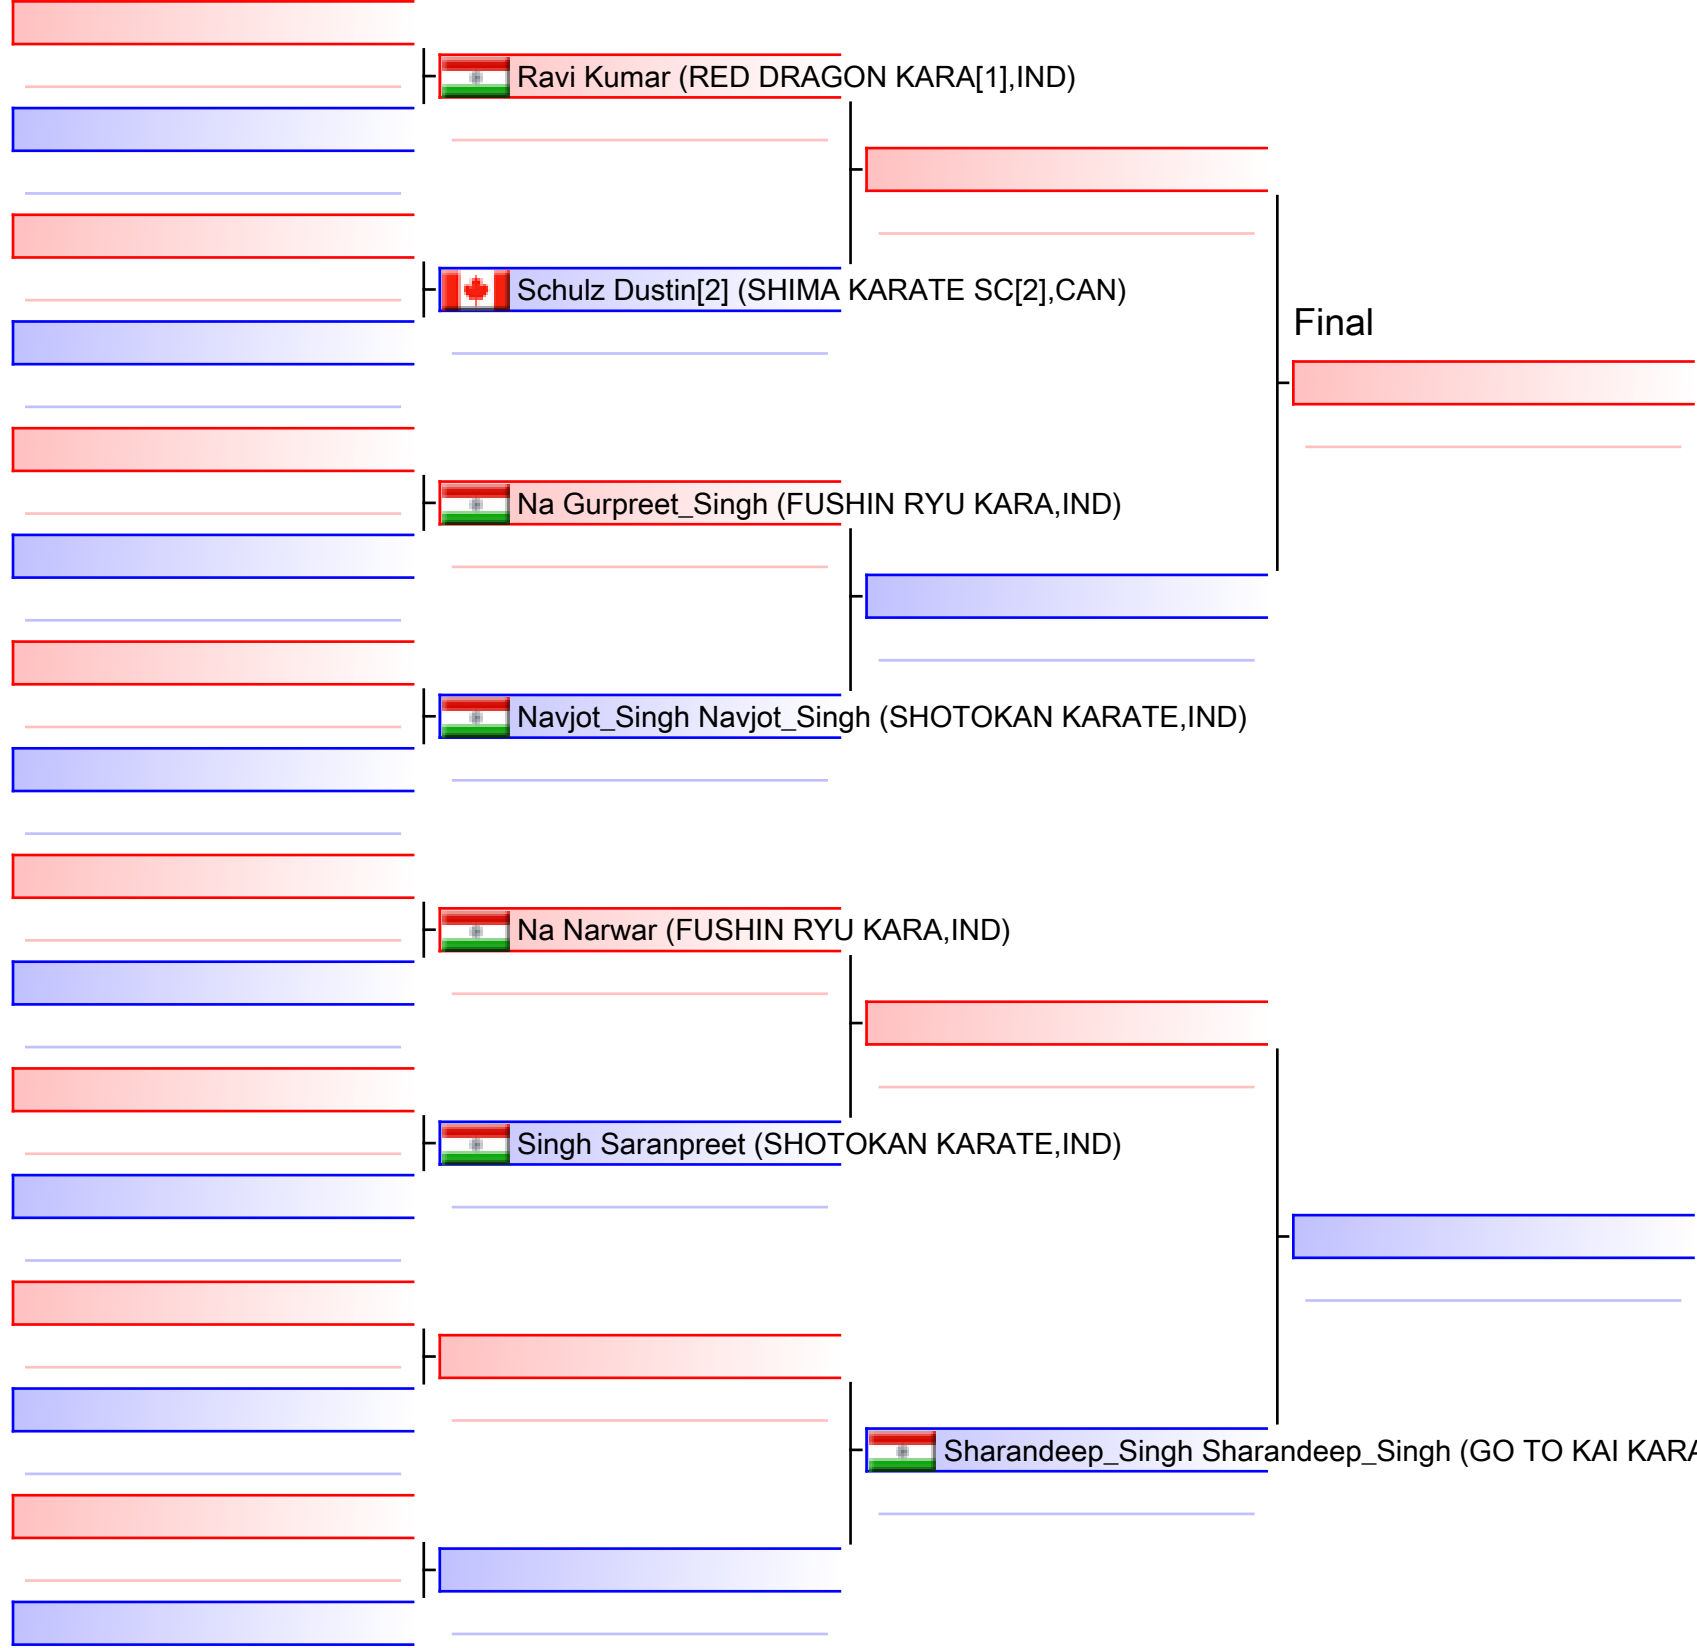 Ravi Kumar (RED DRAGON KARA[1],IND)
Schulz Dustin[2] (SHIMA KARATE SC[2],CAN)
Final
Na Gurpreet_Singh (FUSHIN RYU KARA,IND)
Navjot_Singh Navjot_Singh (SHOTOKAN KARATE,IND)
Na Narwar (FUSHIN RYU KARA,IND)
Singh Saranpreet (SHOTOKAN KARATE,IND)
Sharandeep_Singh Sharandeep_Singh (GO TO KAI KARA